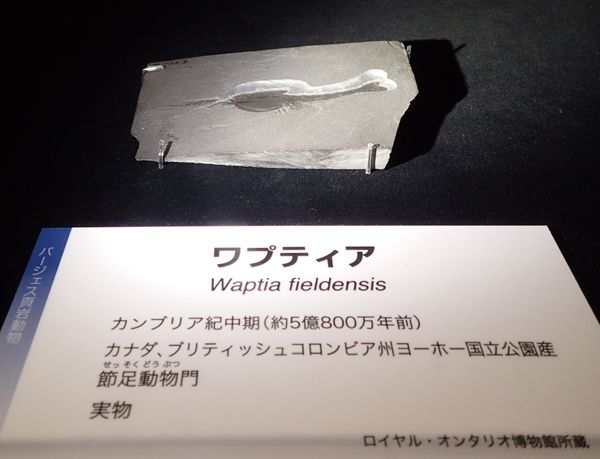 バージェス頁岩動物
ワプティア
Waptia fieldensis
カンブリア紀中期(約5億800万年前)
カナダ、ブリティッシュコロンビア州ヨーホー国立公園産
せっそくどうぶつ
節足動物門
実物
ロイヤル・オンタリオ博物館所蔵